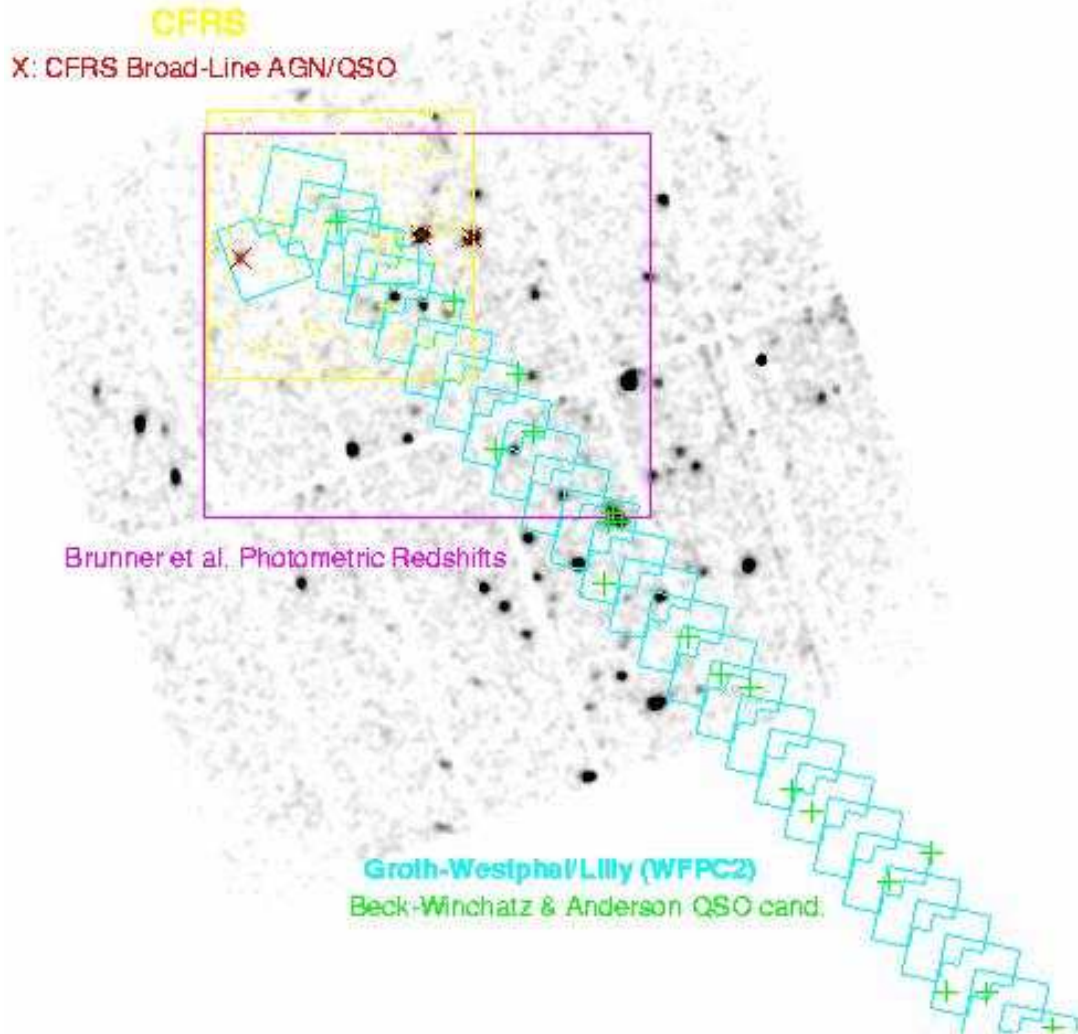 CFRS
X: CFRS Broad-Line AGN/QSO
Brunner et al. Photometric Redshifts
Groth-Westphal/Lilly (WFPC2)
Beck-Winchatz & Anderson QSO cand.